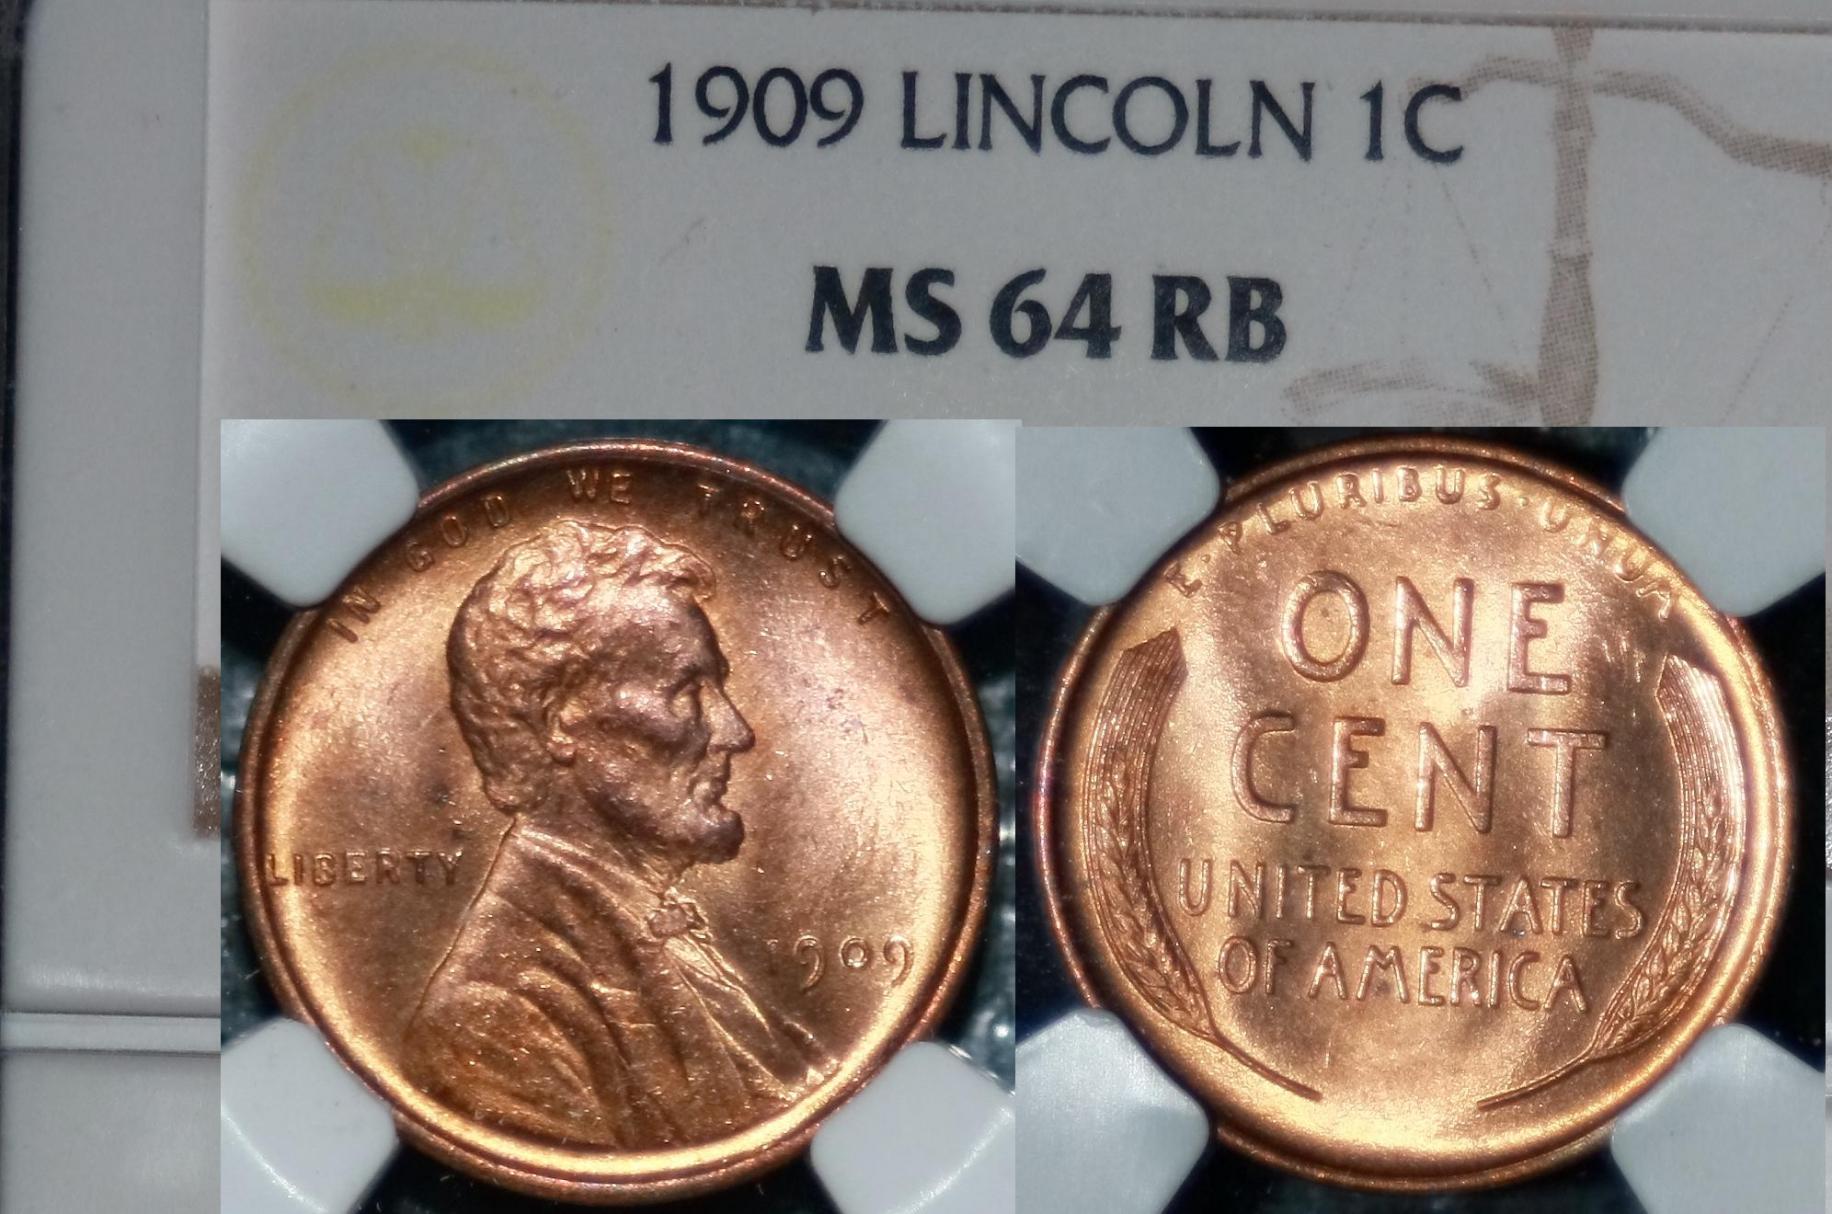 1909 LINCOLN 1C
MS 64 RB
IN GOD WE TRUST
LIBERTY
1909
E·PLURIBUS·UNUM
ONE
CENT
UNITED STATES
OF AMERICA